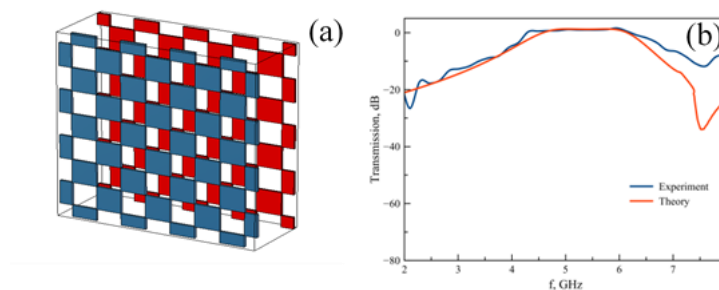 (a)
(b)
0
−20
−40
−60
−80
Transmission, dB
Experiment
Theory
2
3
4
5
6
7
f, GHz